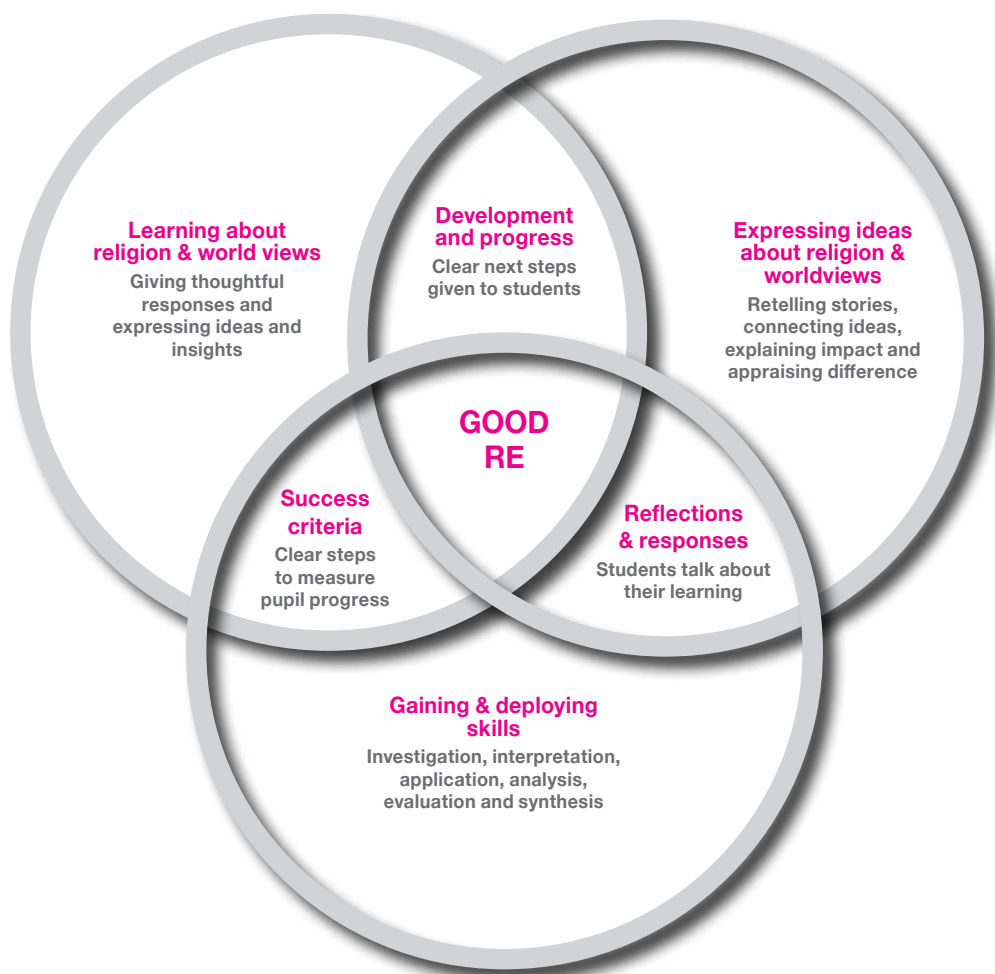 Learning about
religion & world views
Giving thoughtful
responses and
expressing ideas and
insights
Development
and progress
Clear next steps
given to students
Expressing ideas
about religion &
worldviews
Retelling stories,
connecting ideas,
explaining impact and
appraising difference
GOOD
RE
Success
criteria
Clear steps
to measure
pupil progress
Reflections
& responses
Students talk about
their learning
Gaining & deploying
skills
Investigation, interpretation,
application, analysis,
evaluation and synthesis